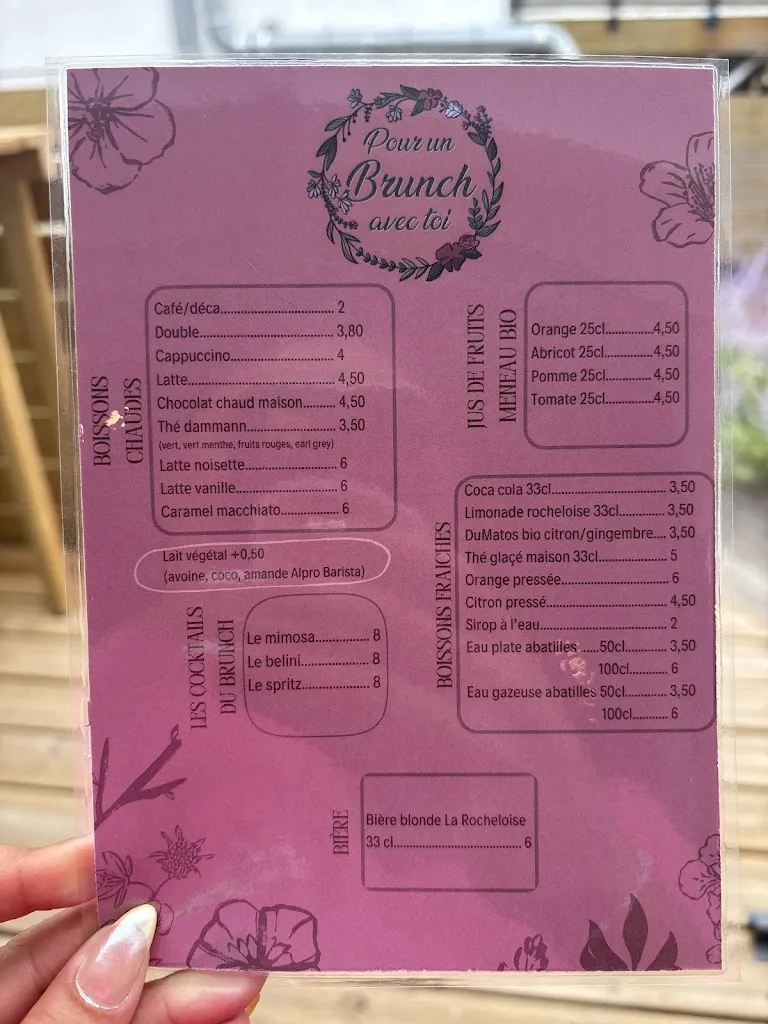 Pour un
Brunch
avec toi
BOISSONS
CHAUDES
Café/déca.............................. 2
Double.................................... 3,80
Cappuccino............................ 4
Latte....................................... 4,50
Chocolat chaud maison......... 4,50
Thé dammann........................ 3,50
(vert, vert menthe, fruits rouges, earl grey)
Latte noisette......................... 6
Latte vanille........................... 6
Caramel macchiato................ 6
Lait végétal +0,50
(avoine, coco, amande Alpro Barista)
LES COCKTAILS
DU BRUNCH
Le mimosa............... 8
Le belini................... 8
Le spritz................... 8
JUS DE FRUITS
MENEAU BIO
Orange 25cl.............4,50
Abricot 25cl.............4,50
Pomme 25cl.............4,50
Tomate 25cl.............4,50
BOISSONS FRAICHES
Coca cola 33cl............................... 3,50
Limonade rocheloise 33cl............. 3,50
DuMatos bio citron/gingembre.... 3,50
Thé glaçé maison 33cl................... 5
Orange pressée............................. 6
Citron pressé................................. 4,50
Sirop à l'eau................................... 2
Eau plate abatilles .....50cl........... 3,50
100cl.......... 6
Eau gazeuse abatilles 50cl........... 3,50
100cl.......... 6
BIÈRE
Bière blonde La Rocheloise
33 cl.................................. 6